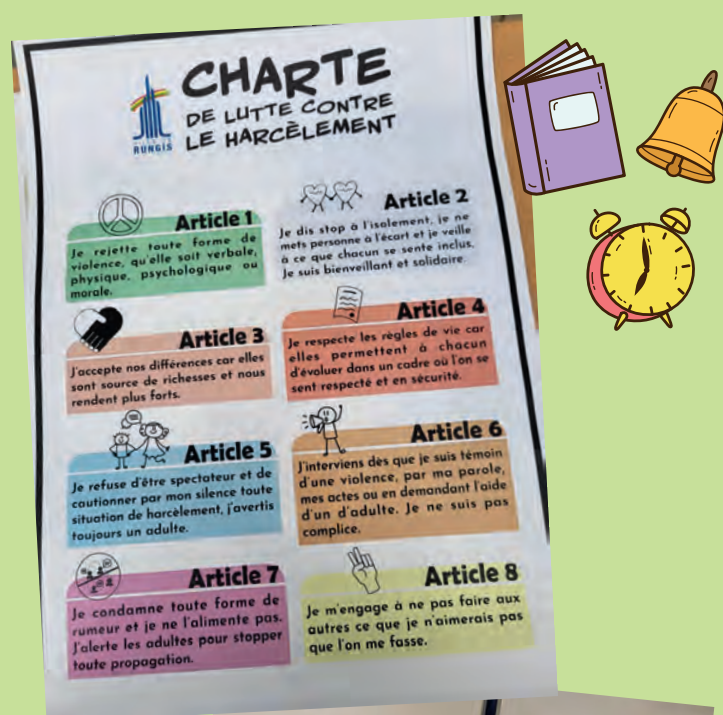 CHARTE
DE LUTTE CONTRE
LE HARCÈLEMENT
VILLE DE
RUNGIS
Article 1
Je rejette toute forme de
violence, qu'elle soit verbale,
physique, psychologique ou
morale.
Article 2
Je dis stop à l'isolement, je ne
mets personne à l'écart et je veille
à ce que chacun se sente inclus.
Je suis bienveillant et solidaire.
Article 3
J'accepte nos différences car elles
sont source de richesses et nous
rendent plus forts.
Article 4
Je respecte les règles de vie car
elles permettent à chacun
d'évoluer dans un cadre où l'on se
sent respecté et en sécurité.
Article 5
Je refuse d'être spectateur et de
cautionner par mon silence toute
situation de harcèlement, j'avertis
toujours un adulte.
Article 6
J'interviens dès que je suis témoin
d'une violence, par ma parole,
mes actes ou en demandant l'aide
d'un d'adulte. Je ne suis pas
complice.
Article 7
Je condamne toute forme de
rumeur et je ne l'alimente pas.
J'alerte les adultes pour stopper
toute propagation.
Article 8
Je m'engage à ne pas faire aux
autres ce que je n'aimerais pas
que l'on me fasse.